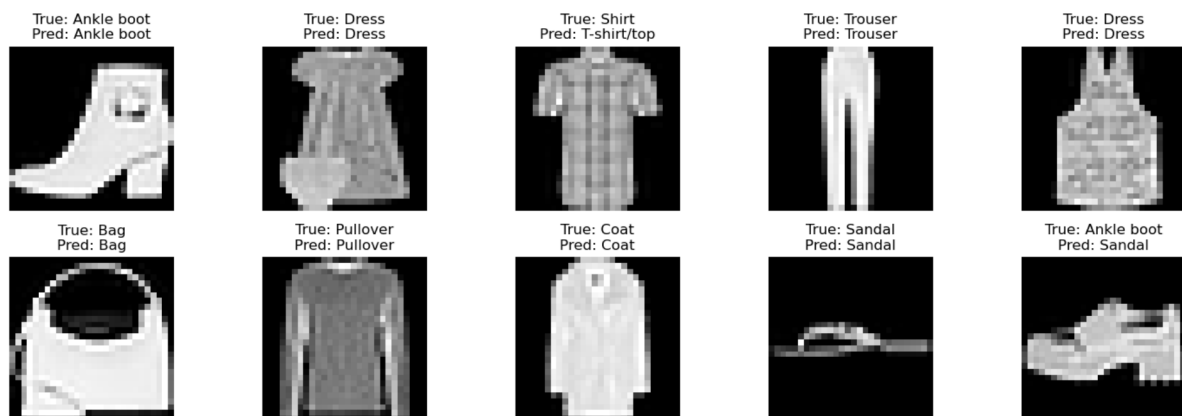 True: Ankle boot
Pred: Ankle boot
True: Dress
Pred: Dress
True: Shirt
Pred: T-shirt/top
True: Trouser
Pred: Trouser
True: Dress
Pred: Dress
True: Bag
Pred: Bag
True: Pullover
Pred: Pullover
True: Coat
Pred: Coat
True: Sandal
Pred: Sandal
True: Ankle boot
Pred: Sandal